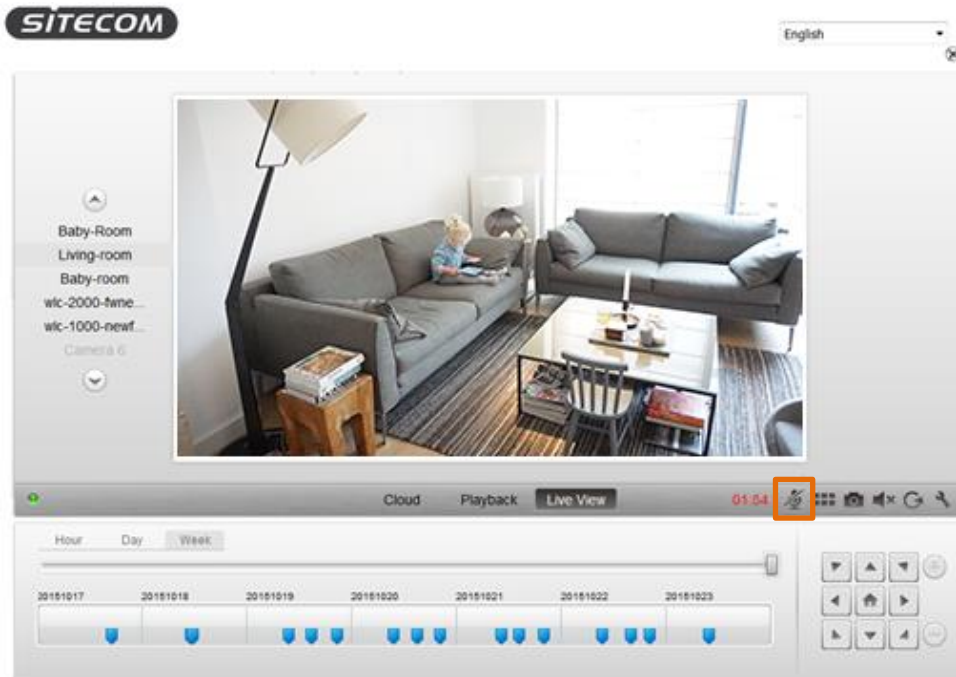 SITECOM
English
Baby-Room
Living-room
Baby-room
wlc-2000-fwne...
wlc-1000-newf...
Camera 6
Cloud Playback Live View 01:54
Hour Day Week
20151017 20151018 20151019 20151020 20151021 20151022 20151023